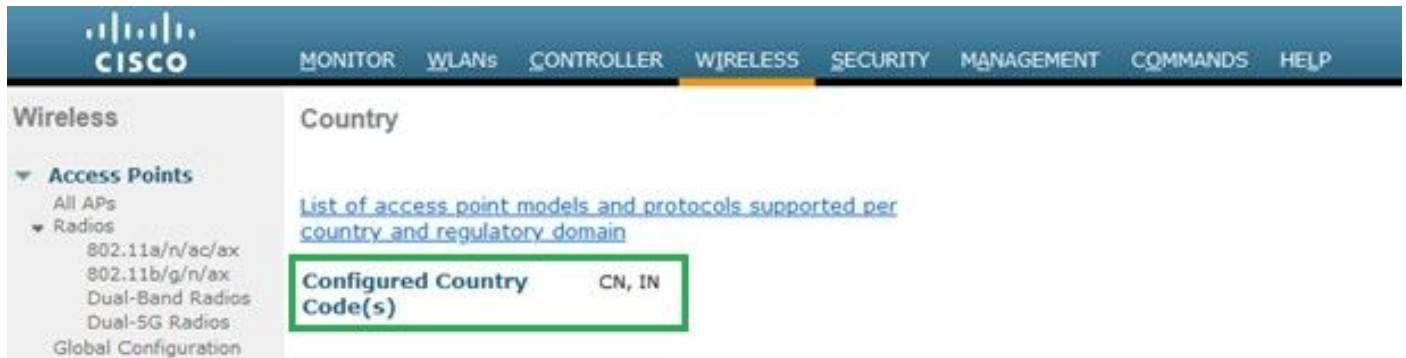 CISCO
MONITOR WLANs CONTROLLER WIRELESS SECURITY MANAGEMENT COMMANDS HELP
Wireless
Access Points
All APs
Radios
802.11a/n/ac/ax
802.11b/g/n/ax
Dual-Band Radios
Dual-5G Radios
Global Configuration
Country
List of access point models and protocols supported per
country and regulatory domain
Configured Country CN, IN
Code(s)